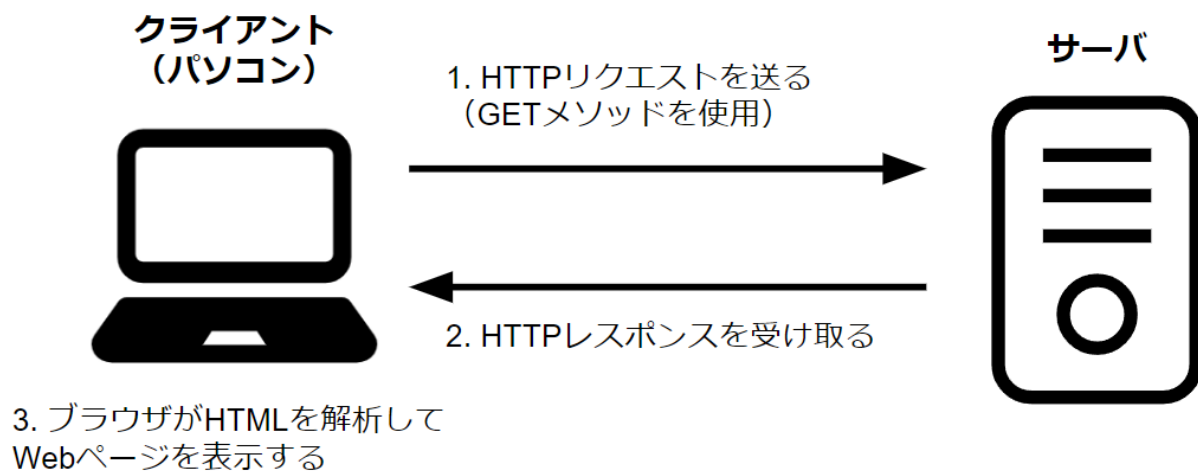 クライアント
（パソコン）
サーバ
1. HTTPリクエストを送る
（GETメソッドを使用）
2. HTTPレスポンスを受け取る
3. ブラウザがHTMLを解析して
Webページを表示する